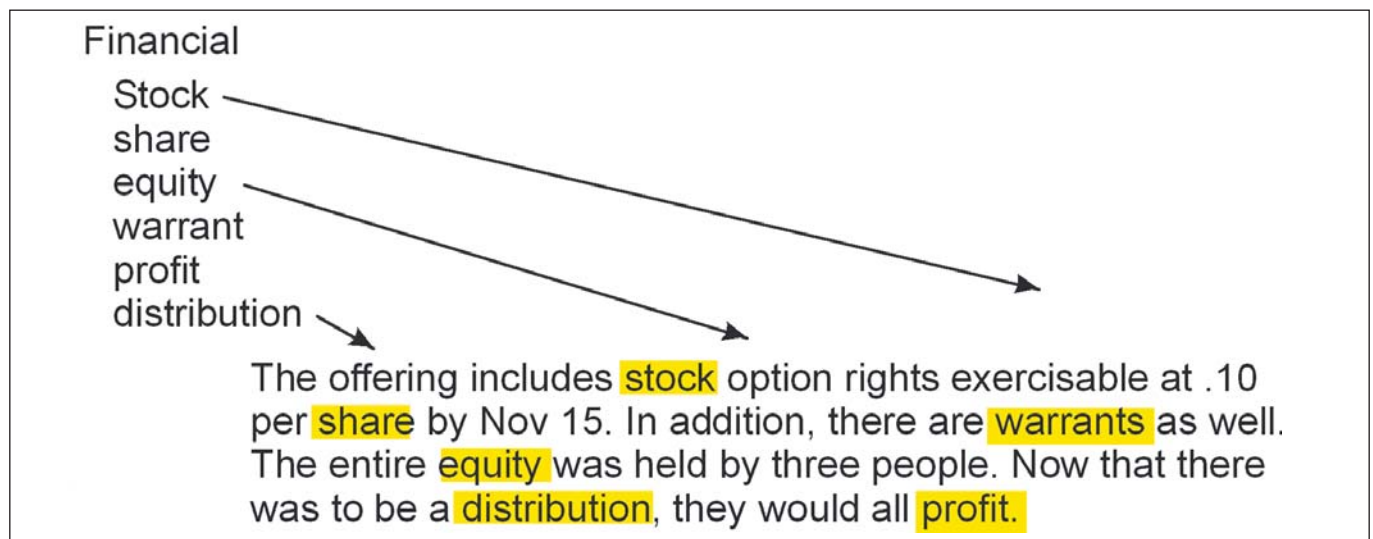 Financial
Stock
share
equity
warrant
profit
distribution
The offering includes stock option rights exercisable at .10
per share by Nov 15. In addition, there are warrants as well.
The entire equity was held by three people. Now that there
was to be a distribution, they would all profit.